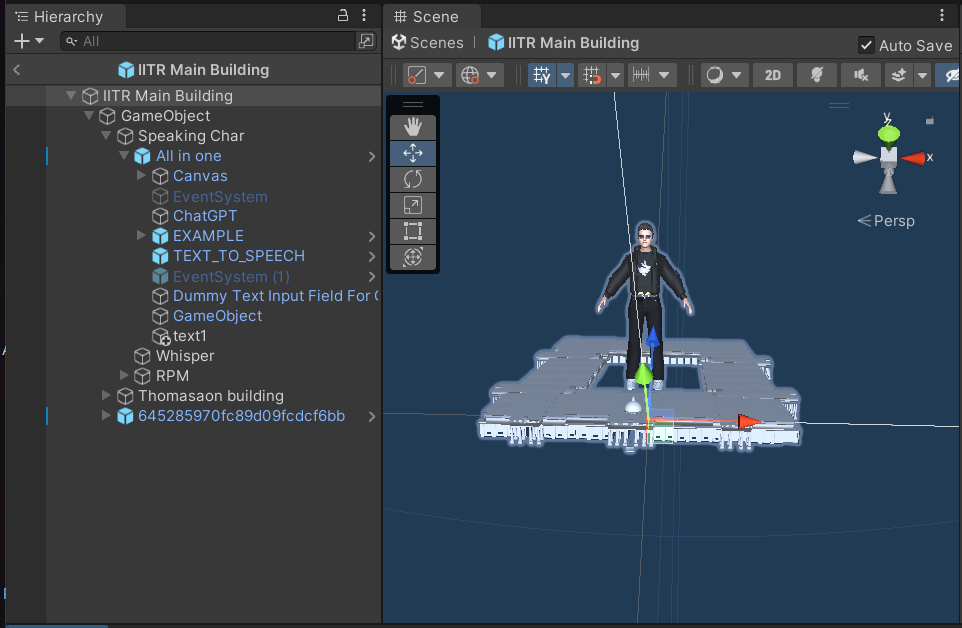 Hierarchy
All
IITR Main Building
IITR Main Building
GameObject
Speaking Char
All in one
Canvas
EventSystem
ChatGPT
EXAMPLE
TEXT_TO_SPEECH
EventSystem (1)
Dummy Text Input Field For
GameObject
text1
Whisper
RPM
Thomasaon building
645285970fc89d09fcdcf6bb
Scene
Scenes | IITR Main Building
Auto Save
2D
y
x
Persp